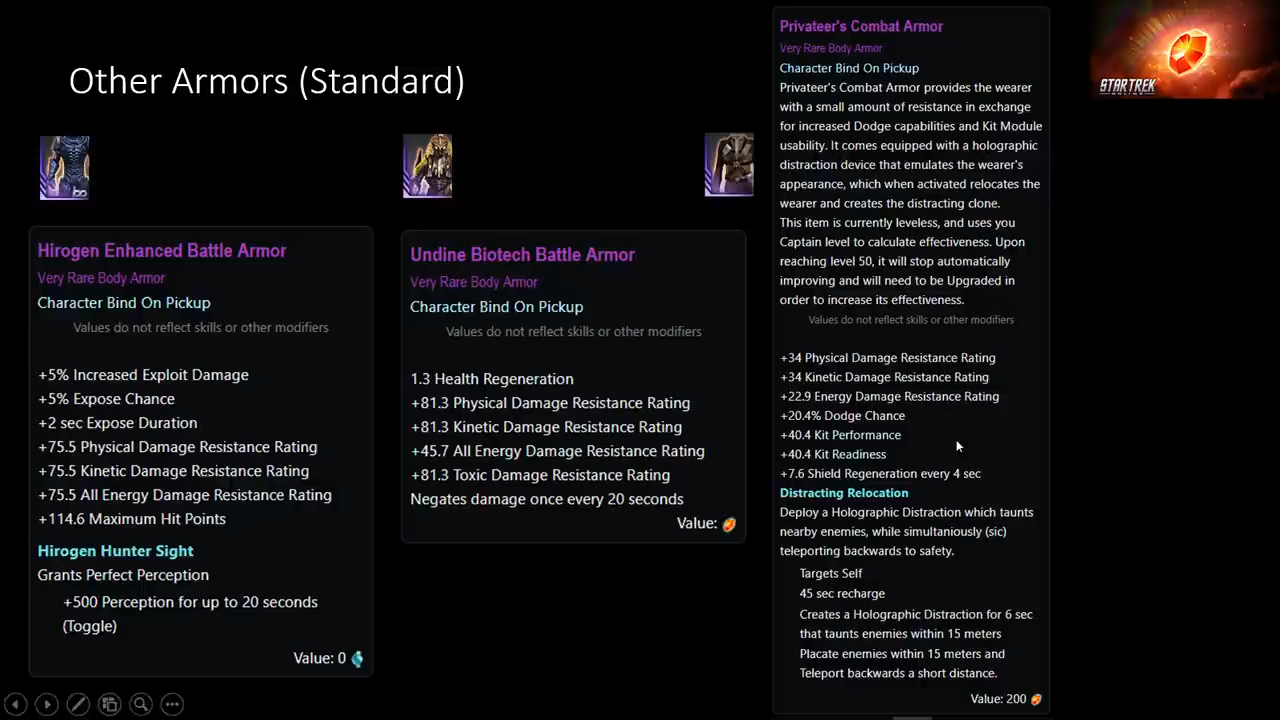 Other Armors (Standard)
Hirogen Enhanced Battle Armor
Very Rare Body Armor
Character Bind On Pickup
Values do not reflect skills or other modifiers
+5% Increased Exploit Damage
+5% Expose Chance
+2 sec Expose Duration
+75.5 Physical Damage Resistance Rating
+75.5 Kinetic Damage Resistance Rating
+75.5 All Energy Damage Resistance Rating
+114.6 Maximum Hit Points
Hirogen Hunter Sight
Grants Perfect Perception
+500 Perception for up to 20 seconds
(Toggle)
Value: 0
Undine Biotech Battle Armor
Very Rare Body Armor
Character Bind On Pickup
Values do not reflect skills or other modifiers
1.3 Health Regeneration
+81.3 Physical Damage Resistance Rating
+81.3 Kinetic Damage Resistance Rating
+45.7 All Energy Damage Resistance Rating
+81.3 Toxic Damage Resistance Rating
Negates damage once every 20 seconds
Value:
Privateer's Combat Armor
Very Rare Body Armor
Character Bind On Pickup
Privateer's Combat Armor provides the wearer
with a small amount of resistance in exchange
for increased Dodge capabilities and Kit Module
usability. It comes equipped with a holographic
distraction device that emulates the wearer's
appearance, which when activated relocates the
wearer and creates the distracting clone.
This item is currently leveless, and uses you
Captain level to calculate effectiveness. Upon
reaching level 50, it will stop automatically
improving and will need to be Upgraded in
order to increase its effectiveness.
Values do not reflect skills or other modifiers
+34 Physical Damage Resistance Rating
+34 Kinetic Damage Resistance Rating
+22.9 Energy Damage Resistance Rating
+20.4% Dodge Chance
+40.4 Kit Performance
+40.4 Kit Readiness
+7.6 Shield Regeneration every 4 sec
Distracting Relocation
Deploy a Holographic Distraction which taunts
nearby enemies, while simultiously (sic)
teleporting backwards to safety.
Targets Self
45 sec recharge
Creates a Holographic Distraction for 6 sec
that taunts enemies within 15 meters
Placate enemies within 15 meters and
Teleport backwards a short distance.
Value: 200
STAR TREK